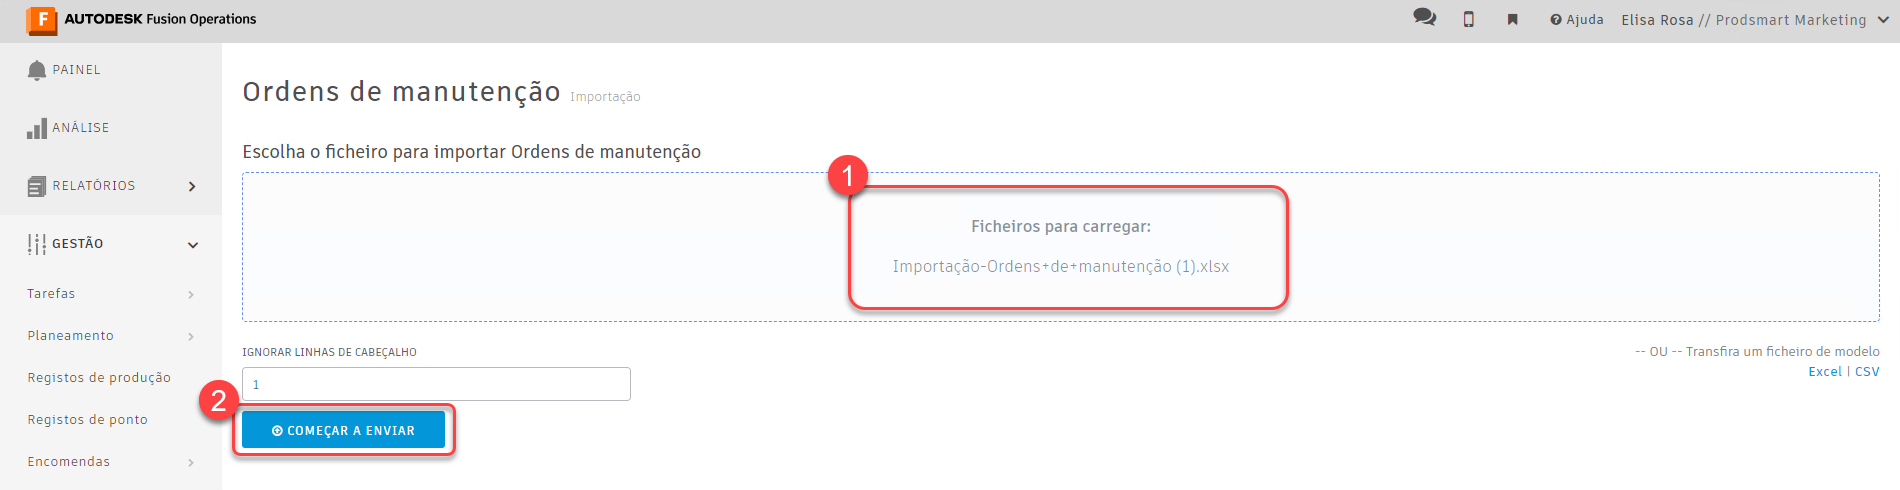 F AUTODESK Fusion Operations
Ajuda
Elisa Rosa // Prodsmart Marketing
PAINEL
ANÁLISE
RELATÓRIOS
GESTÃO
Tarefas
Planeamento
Registos de produção
Registos de ponto
Encomendas
Ordens de manutenção Importação
Escolha o ficheiro para importar Ordens de manutenção
1
Ficheiros para carregar:
Importação-Ordens+de+manutenção (1).xlsx
IGNORAR LINHAS DE CABEÇALHO
1
-- OU -- Transfira um ficheiro de modelo
Excel | CSV
2
COMEÇAR A ENVIAR